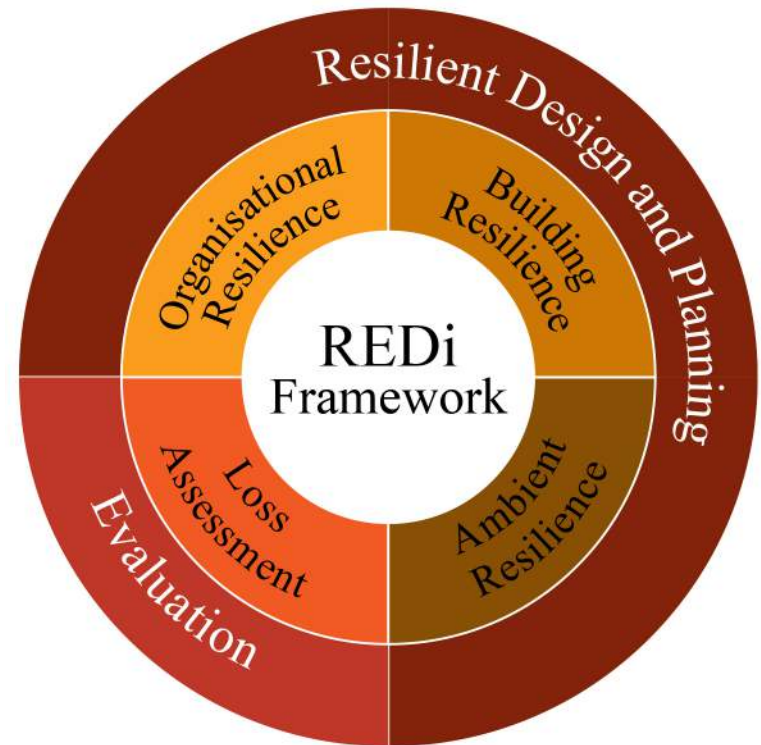 Resilient Design and Planning
Organisational
Resilience
Building
Resilience
REDi
Framework
Loss
Assessment
Ambient
Resilience
Evaluation